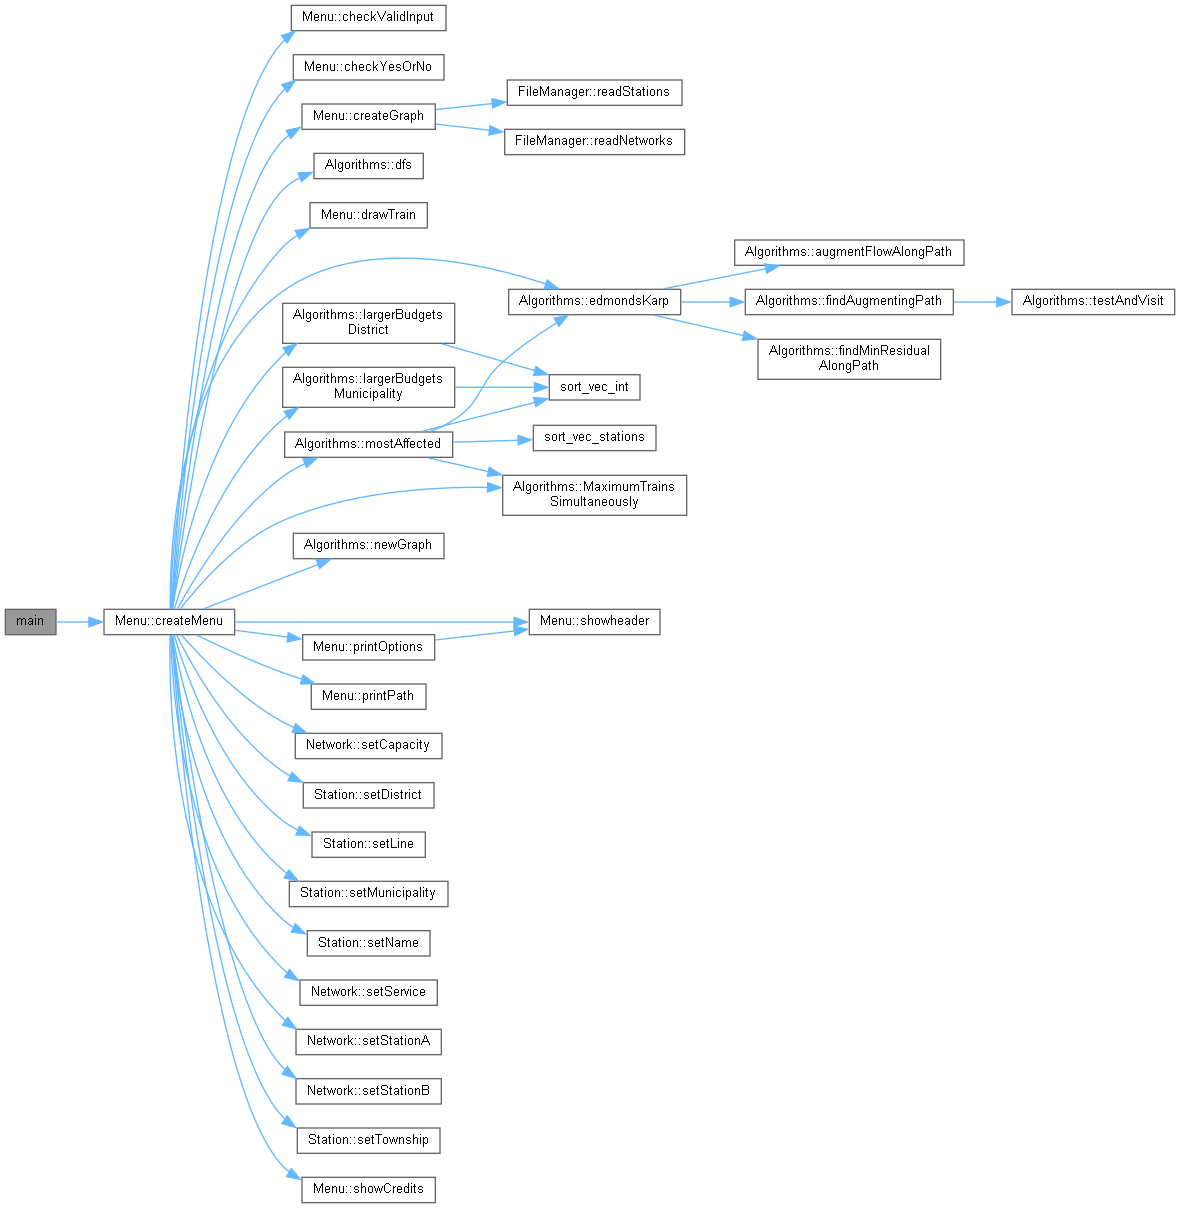 Menu::checkValidInput
Menu::checkYesOrNo
FileManager::readStations
Menu::createGraph
FileManager::readNetworks
Algorithms::dfs
Menu::drawTrain
Algorithms::augmentFlowAlongPath
Algorithms::edmondsKarp
Algorithms::findAugmentingPath
Algorithms::testAndVisit
Algorithms::largerBudgets
District
Algorithms::findMinResidual
AlongPath
Algorithms::largerBudgets
Municipality
sort_vec_int
Algorithms::mostAffected
sort_vec_stations
Algorithms::MaximumTrains
Simultaneously
Algorithms::newGraph
main
Menu::createMenu
Menu::showheader
Menu::printOptions
Menu::printPath
Network::setCapacity
Station::setDistrict
Station::setLine
Station::setMunicipality
Station::setName
Network::setService
Network::setStationA
Network::setStationB
Station::setTownship
Menu::showCredits